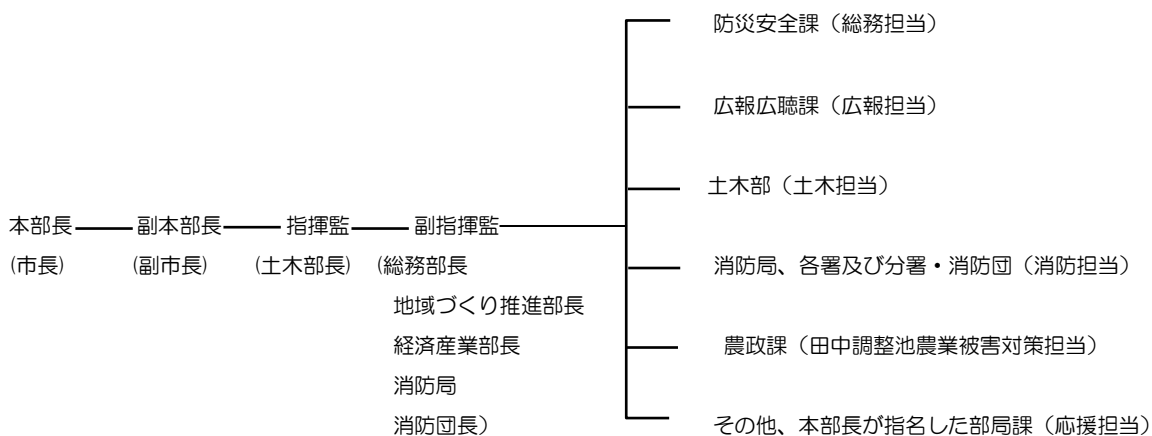 防災安全課（総務担当）
広報広聴課（広報担当）
土木部（土木担当）
本部長 副本部長 指揮監 副指揮監
(市長) (副市長) (土木部長) (総務部長
消防局、各署及び分署・消防団（消防担当）
地域づくり推進部長
経済産業部長
農政課（田中調整池農業被害対策担当）
消防局
消防団長）
その他、本部長が指名した部局課（応援担当）